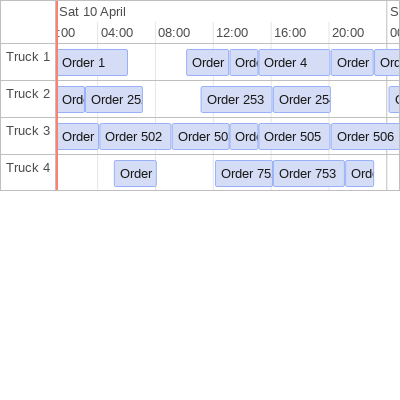 Sat 10 April S
:00 04:00 08:00 12:00 16:00 20:00 00
Truck 1 Order 1 Order Ord Order 4 Order Ord
Truck 2 Ord Order 25 Order 253 Order 25
Truck 3 Order Order 502 Order 50 Ord Order 505 Order 506
Truck 4 Order Order 75 Order 753 Ord